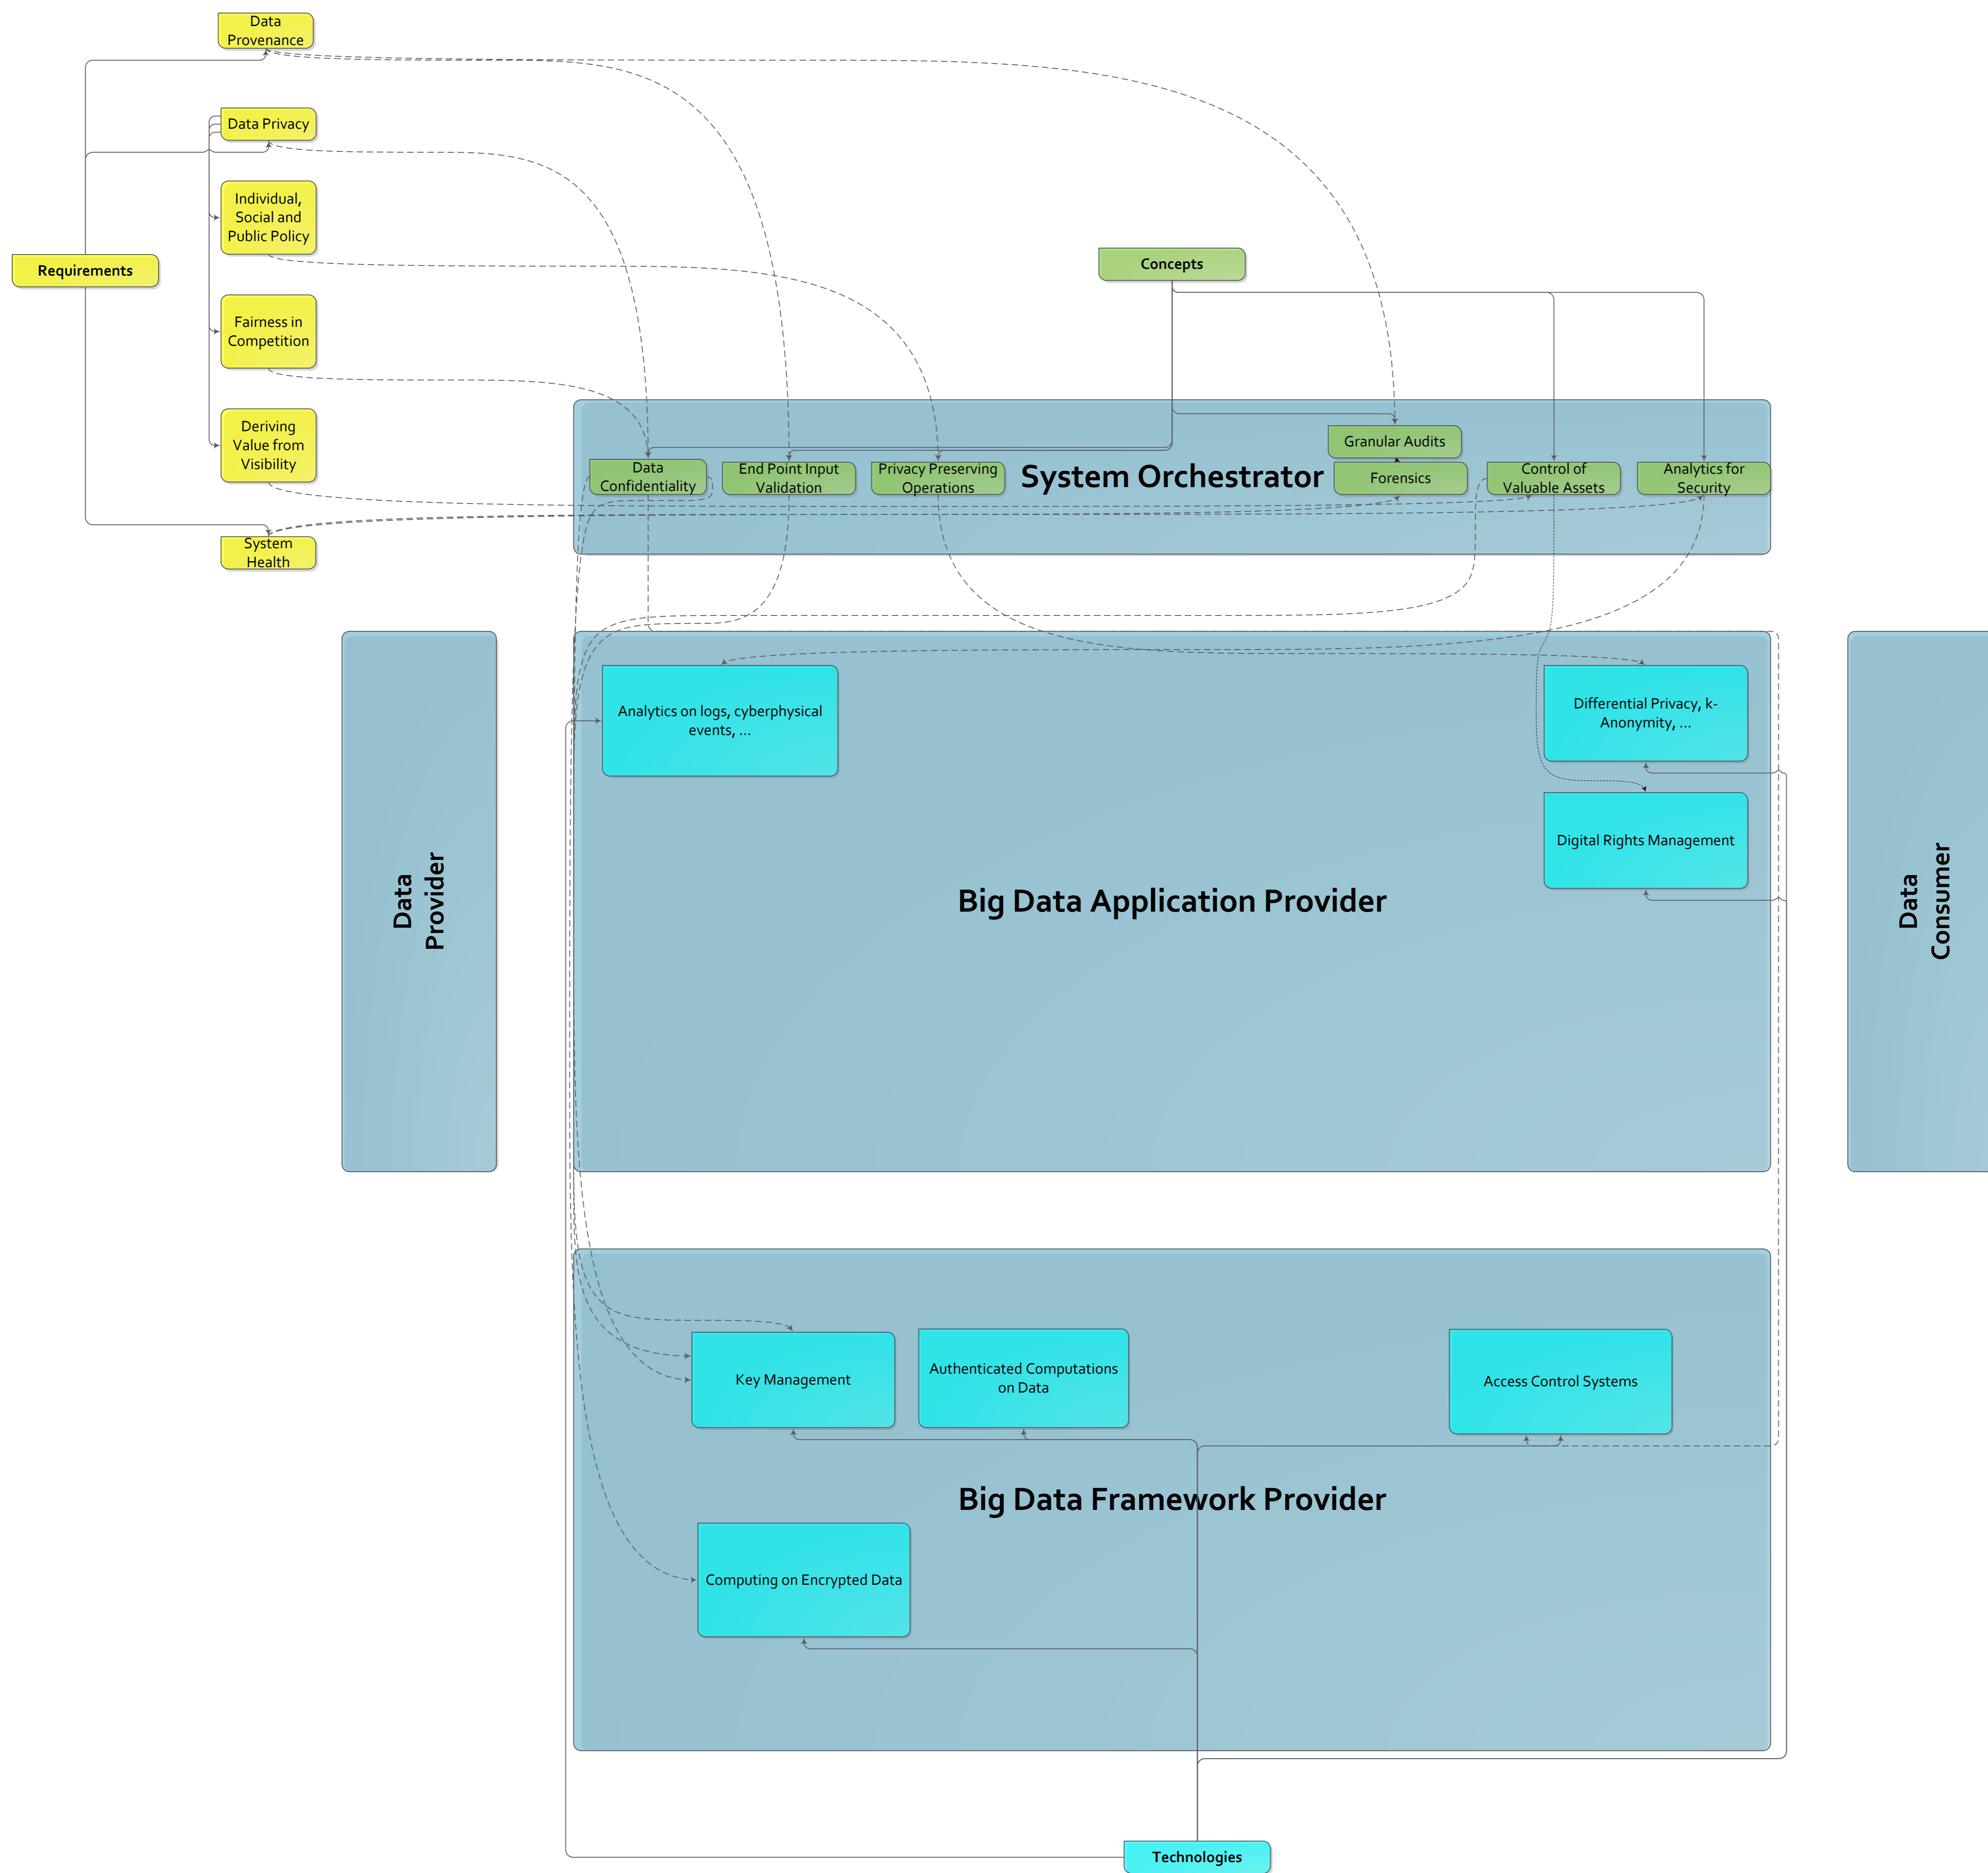 Data
Provenance
Data Privacy
Individual,
Social and
Public Policy
Requirements
Concepts
Fairness in
Competition
Deriving
Value from
Visibility
System
Health
Granular Audits
Data
Confidentiality
End Point Input
Validation
Privacy Preserving
Operations
System Orchestrator
Forensics
Control of
Valuable Assets
Analytics for
Security
Data
Provider
Analytics on logs, cyberphysical
events, ...
Differential Privacy, k-
Anonymity, ...
Digital Rights Management
Big Data Application Provider
Data
Consumer
Key Management
Authenticated Computations
on Data
Access Control Systems
Big Data Framework Provider
Computing on Encrypted Data
Technologies